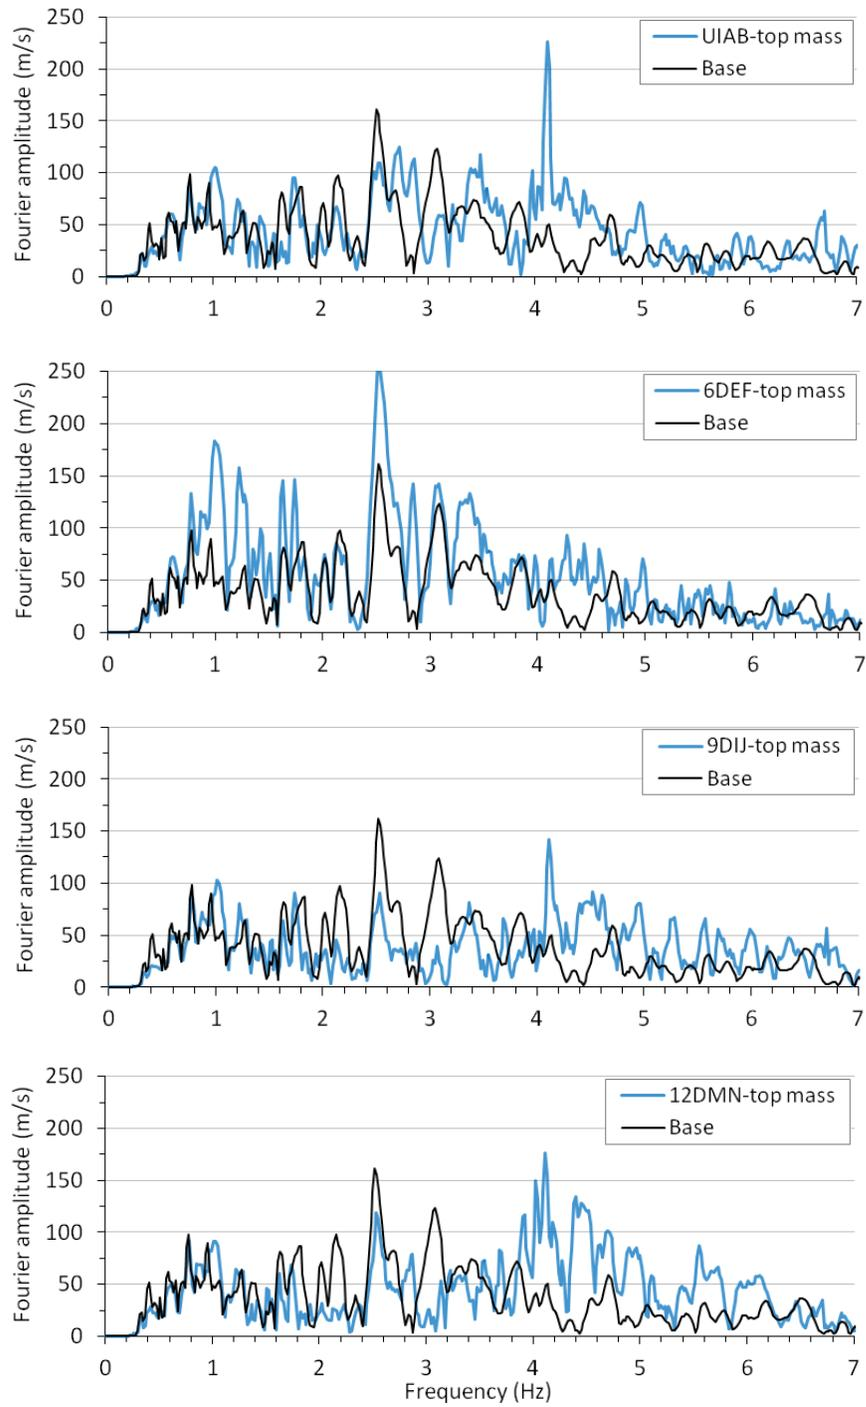 250
200
150
100
50
0
Fourier amplitude (m/s)
UIAB-top mass
Base
0 1 2 3 4 5 6 7
250
200
150
100
50
0
Fourier amplitude (m/s)
6DEF-top mass
Base
0 1 2 3 4 5 6 7
250
200
150
100
50
0
Fourier amplitude (m/s)
9DIJ-top mass
Base
0 1 2 3 4 5 6 7
250
200
150
100
50
0
Fourier amplitude (m/s)
12DMN-top mass
Base
0 1 2 3 4 5 6 7
Frequency (Hz)